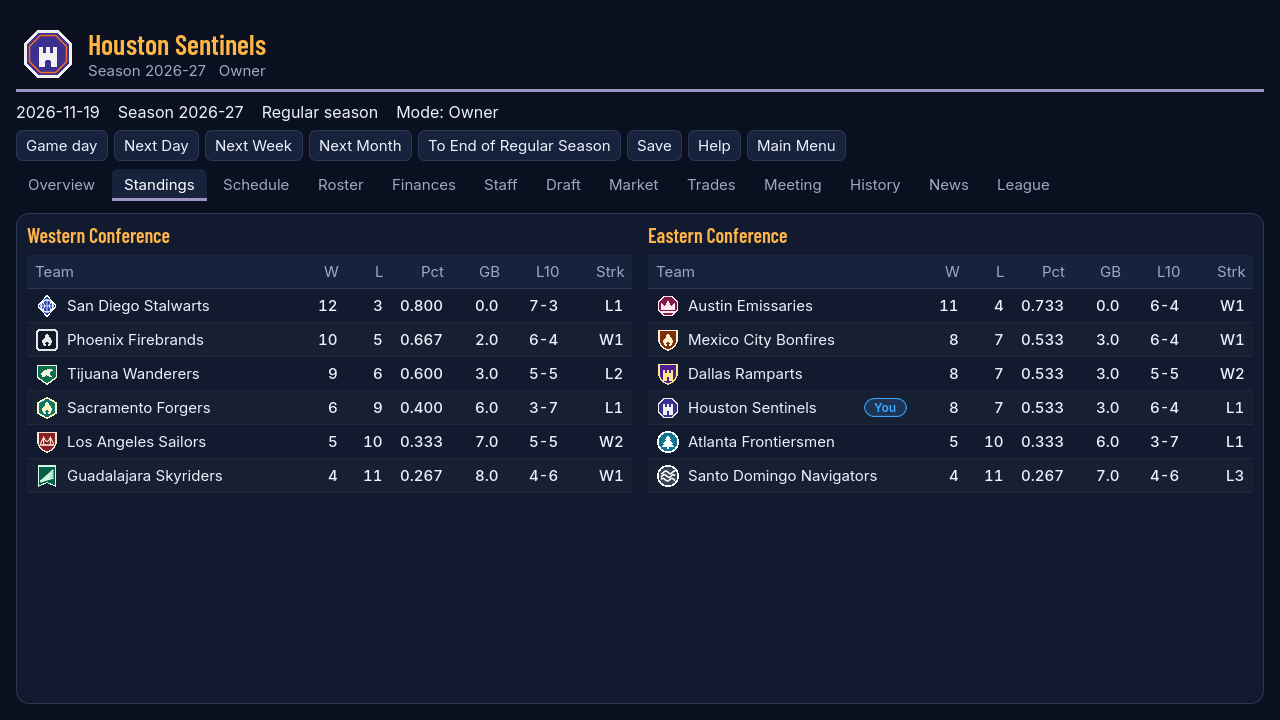 Houston Sentinels
Season 2026-27 Owner
2026-11-19 Season 2026-27 Regular season Mode: Owner
Game day Next Day Next Week Next Month To End of Regular Season Save Help Main Menu
Overview Standings Schedule Roster Finances Staff Draft Market Trades Meeting History News League
Western Conference
Team W L Pct GB L10 Strk
San Diego Stalwarts 12 3 0.800 0.0 7-3 L1
Phoenix Firebrands 10 5 0.667 2.0 6-4 W1
Tijuana Wanderers 9 6 0.600 3.0 5-5 L2
Sacramento Forgers 6 9 0.400 6.0 3-7 L1
Los Angeles Sailors 5 10 0.333 7.0 5-5 W2
Guadalajara Skyriders 4 11 0.267 8.0 4-6 W1
Eastern Conference
Team W L Pct GB L10 Strk
Austin Emissaries 11 4 0.733 0.0 6-4 W1
Mexico City Bonfires 8 7 0.533 3.0 6-4 W1
Dallas Ramparts 8 7 0.533 3.0 5-5 W2
Houston Sentinels You 8 7 0.533 3.0 6-4 L1
Atlanta Frontiersmen 5 10 0.333 6.0 3-7 L1
Santo Domingo Navigators 4 11 0.267 7.0 4-6 L3